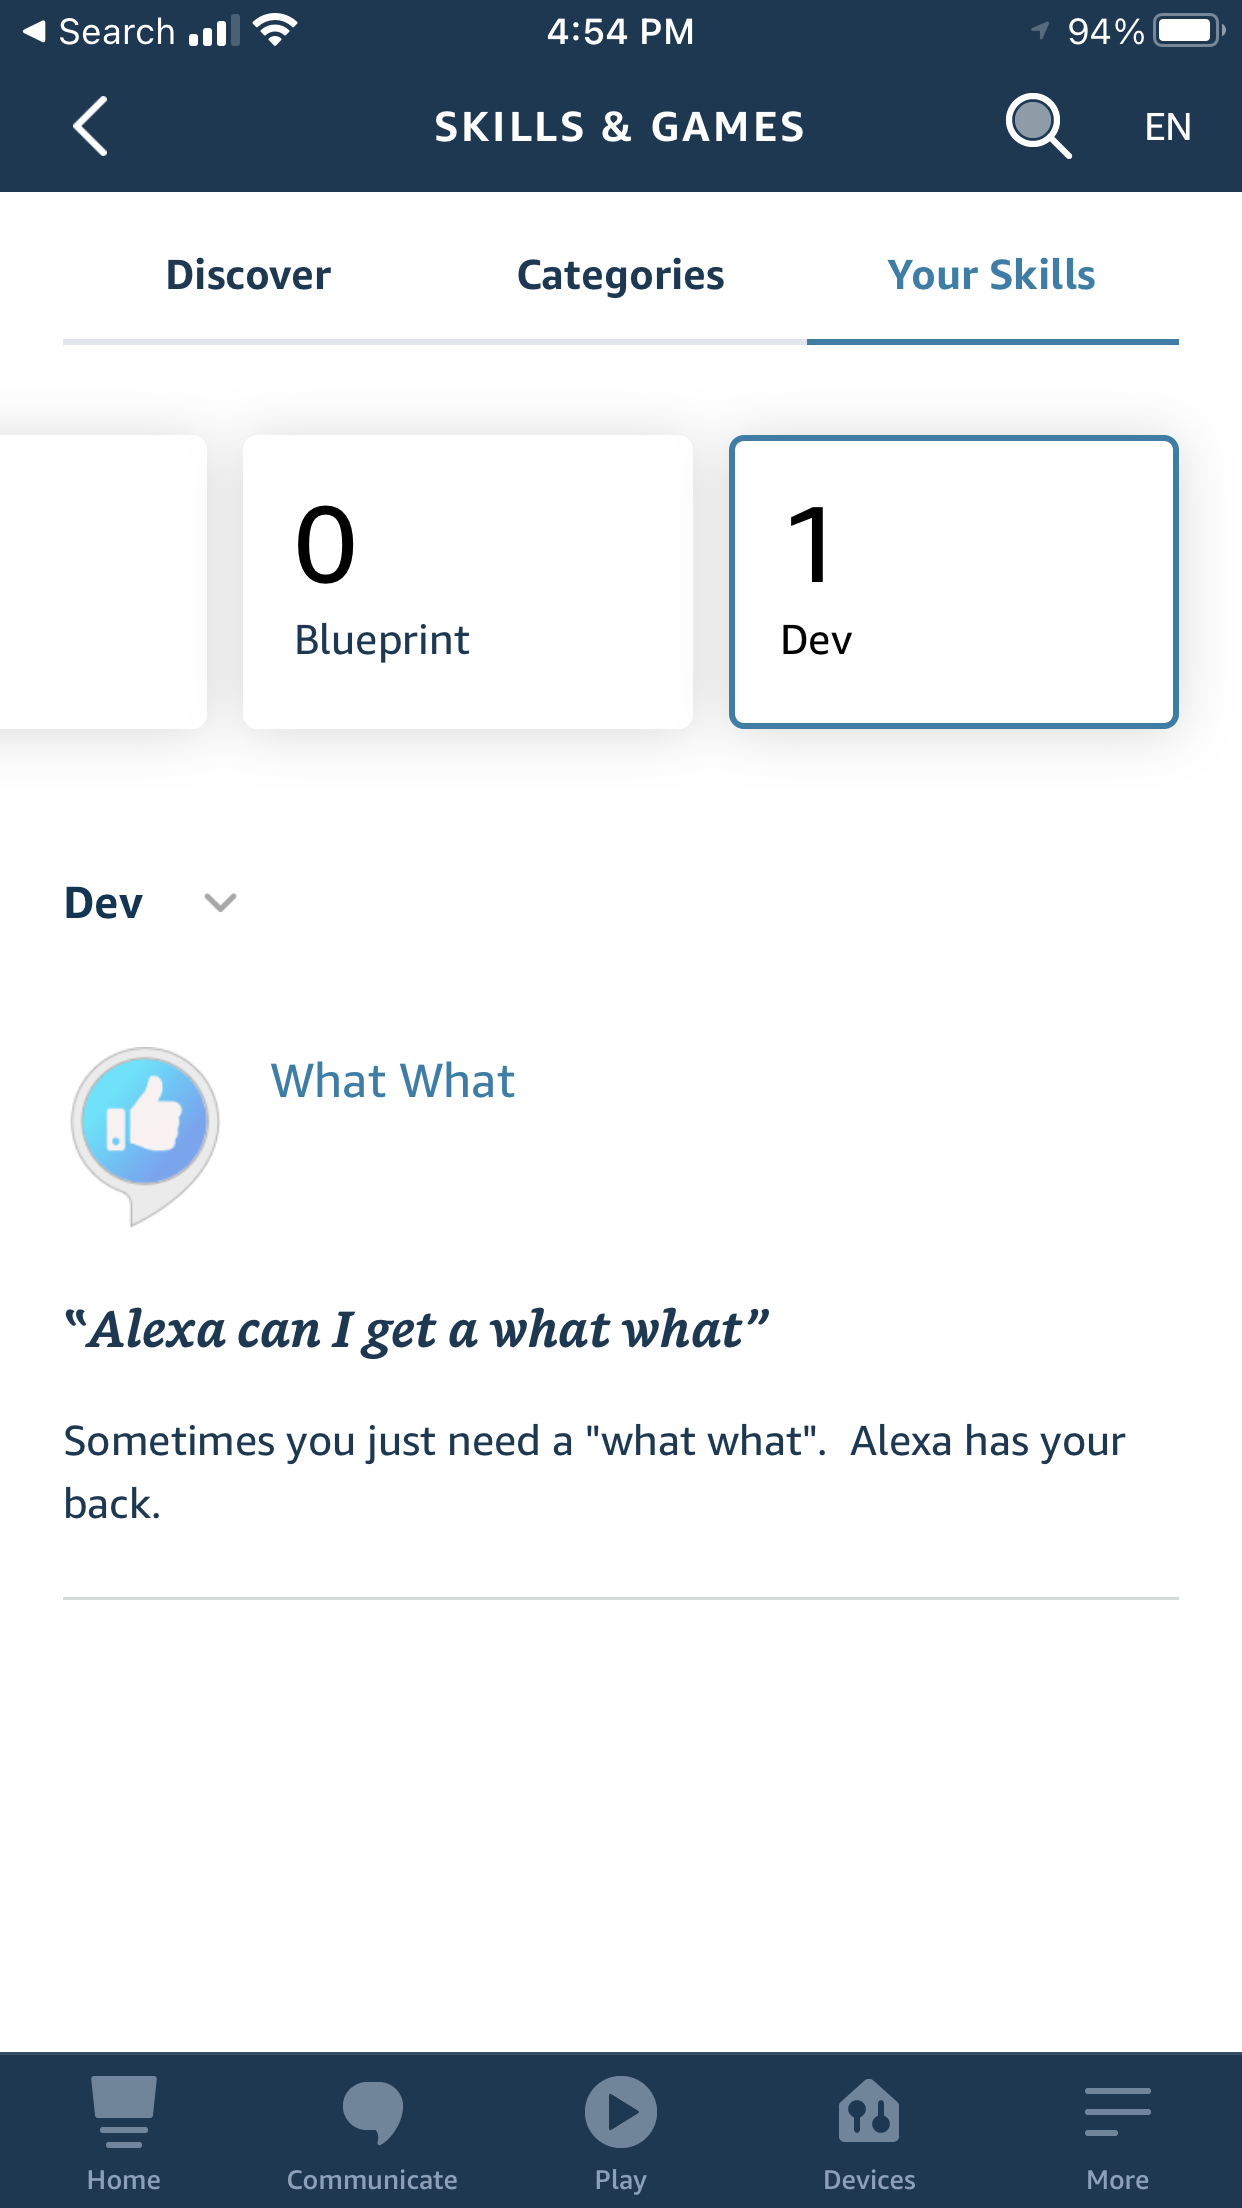 Search
4:54 PM
94%
SKILLS & GAMES
EN
Discover
Categories
Your Skills
0
Blueprint
1
Dev
Dev
What What
“Alexa can I get a what what”
Sometimes you just need a "what what".  Alexa has your
back.
Home
Communicate
Play
Devices
More